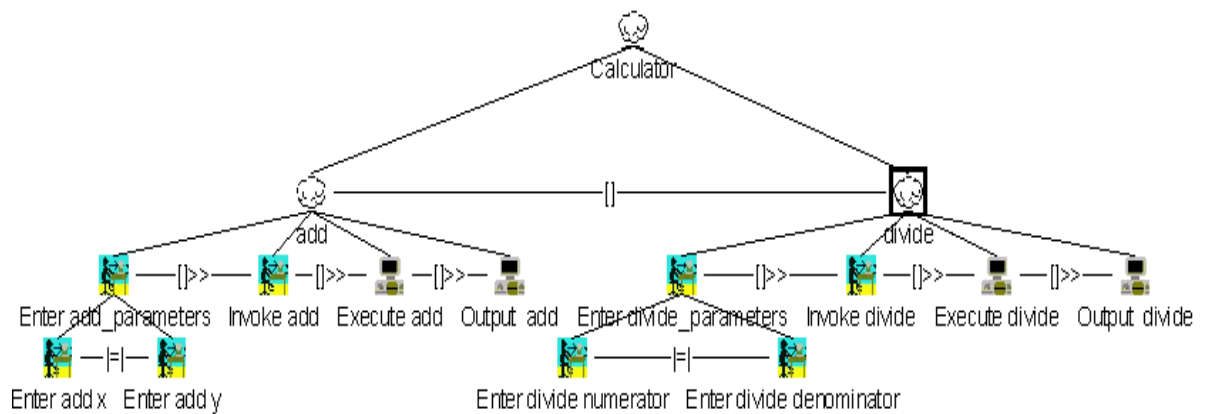 Calculator
[]
add
divide
[]>> []>> []>> []>> []>> []>>
Enter add_parameters Invoke add Execute add Output add Enter divide_parameters Invoke divide Execute divide Output divide
|=| |=|
Enter add x Enter add y Enter divide numerator Enter divide denominator